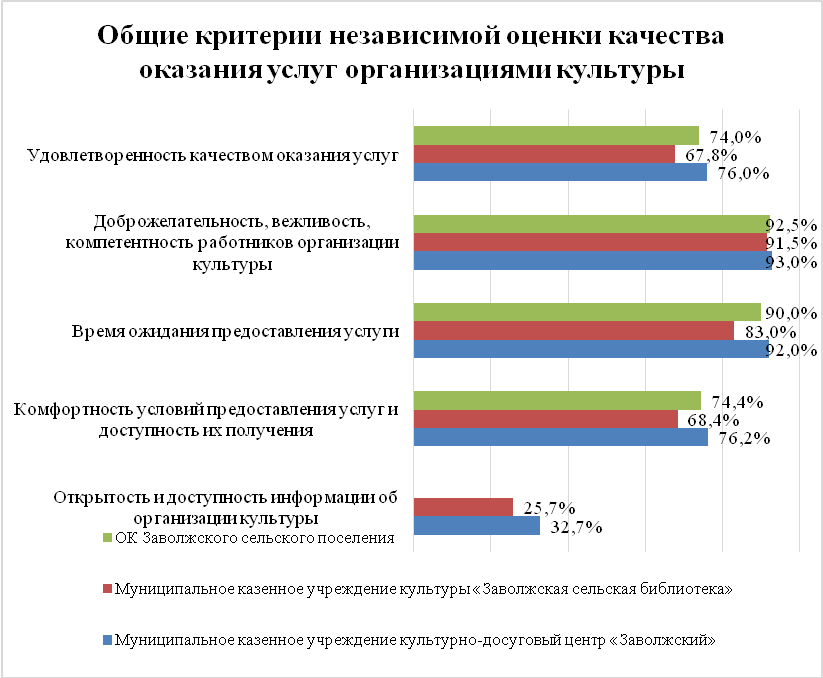 Общие критерии независимой оценки качества
оказания услуг организациями культуры
Удовлетворенность качеством оказания услуг
74,0%
67,8%
76,0%
Доброжелательность, вежливость,
компетентность работников организации
культуры
92,5%
91,5%
93,0%
Время ожидания предоставления услуги
90,0%
83,0%
92,0%
Комфортность условий предоставления услуг и
доступность их получения
74,4%
68,4%
76,2%
Открытость и доступность информации об
организации культуры
25,7%
32,7%
ОК Заволжского сельского поселения
Муниципальное казенное учреждение культуры «Заволжская сельская библиотека»
Муниципальное казенное учреждение культурно-досуговый центр «Заволжский»